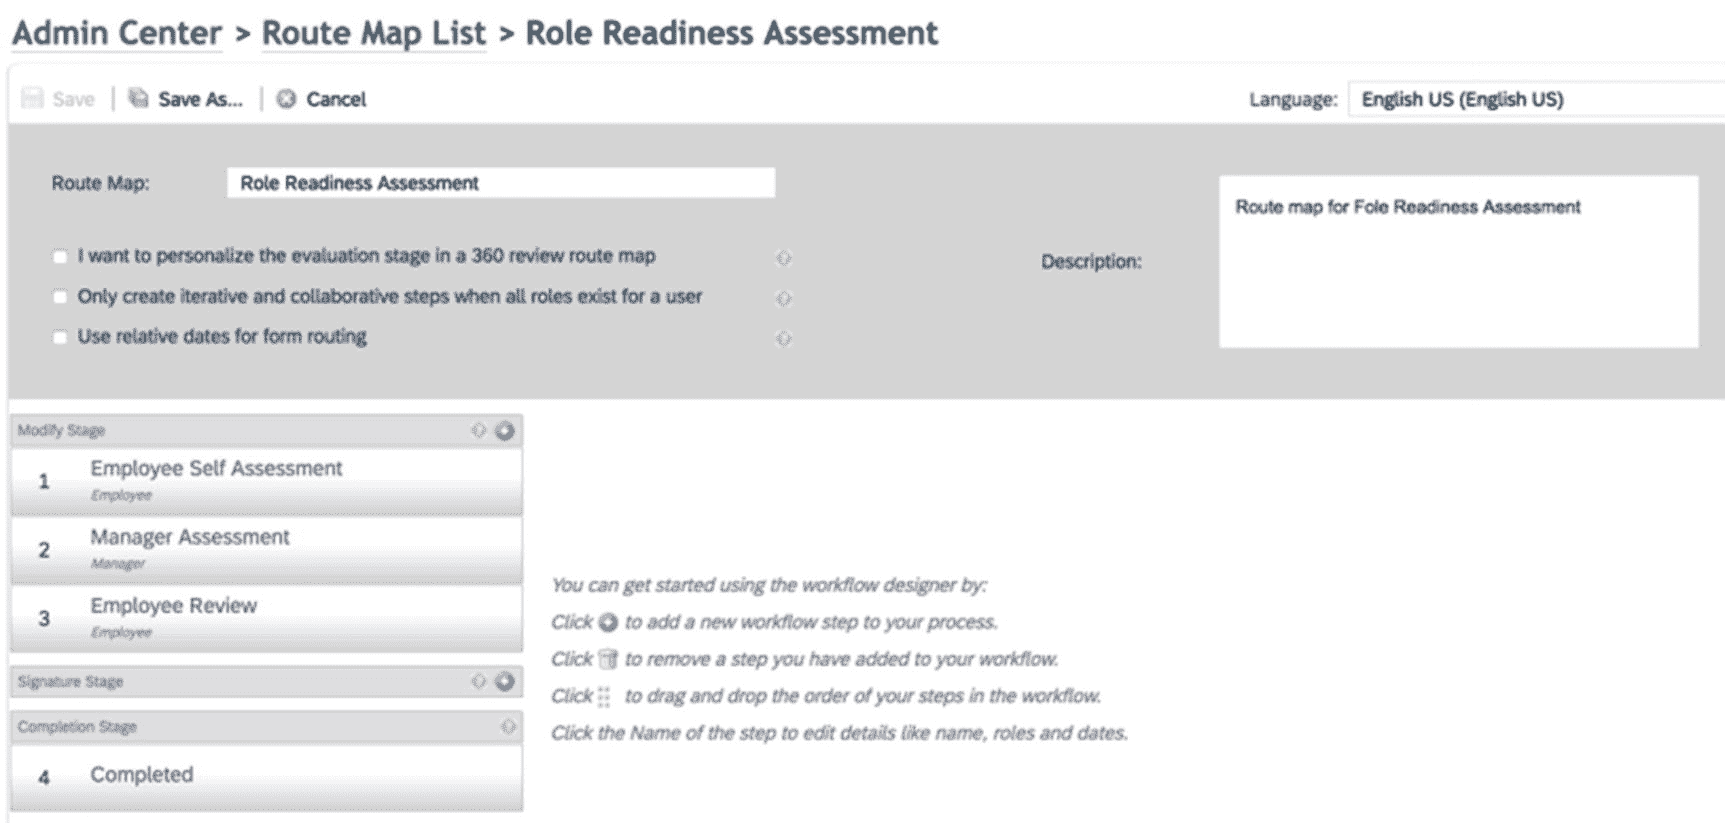 Admin Center > Route Map List > Role Readiness Assessment
Save | Save As... | Cancel
Language: English US (English US)
Route Map: Role Readiness Assessment
Route map for Fole Readiness Assessment
I want to personalize the evaluation stage in a 360 review route map
Description:
Only create iterative and collaborative steps when all roles exist for a user
Use relative dates for form routing
Modify Stage
1 Employee Self Assessment
Employee
2 Manager Assessment
Manager
3 Employee Review
Employee
Signature Stage
Completion Stage
4 Completed
You can get started using the workflow designer by:
Click to add a new workflow step to your process.
Click to remove a step you have added to your workflow.
Click to drag and drop the order of your steps in the workflow.
Click the Name of the step to edit details like name, roles and dates.